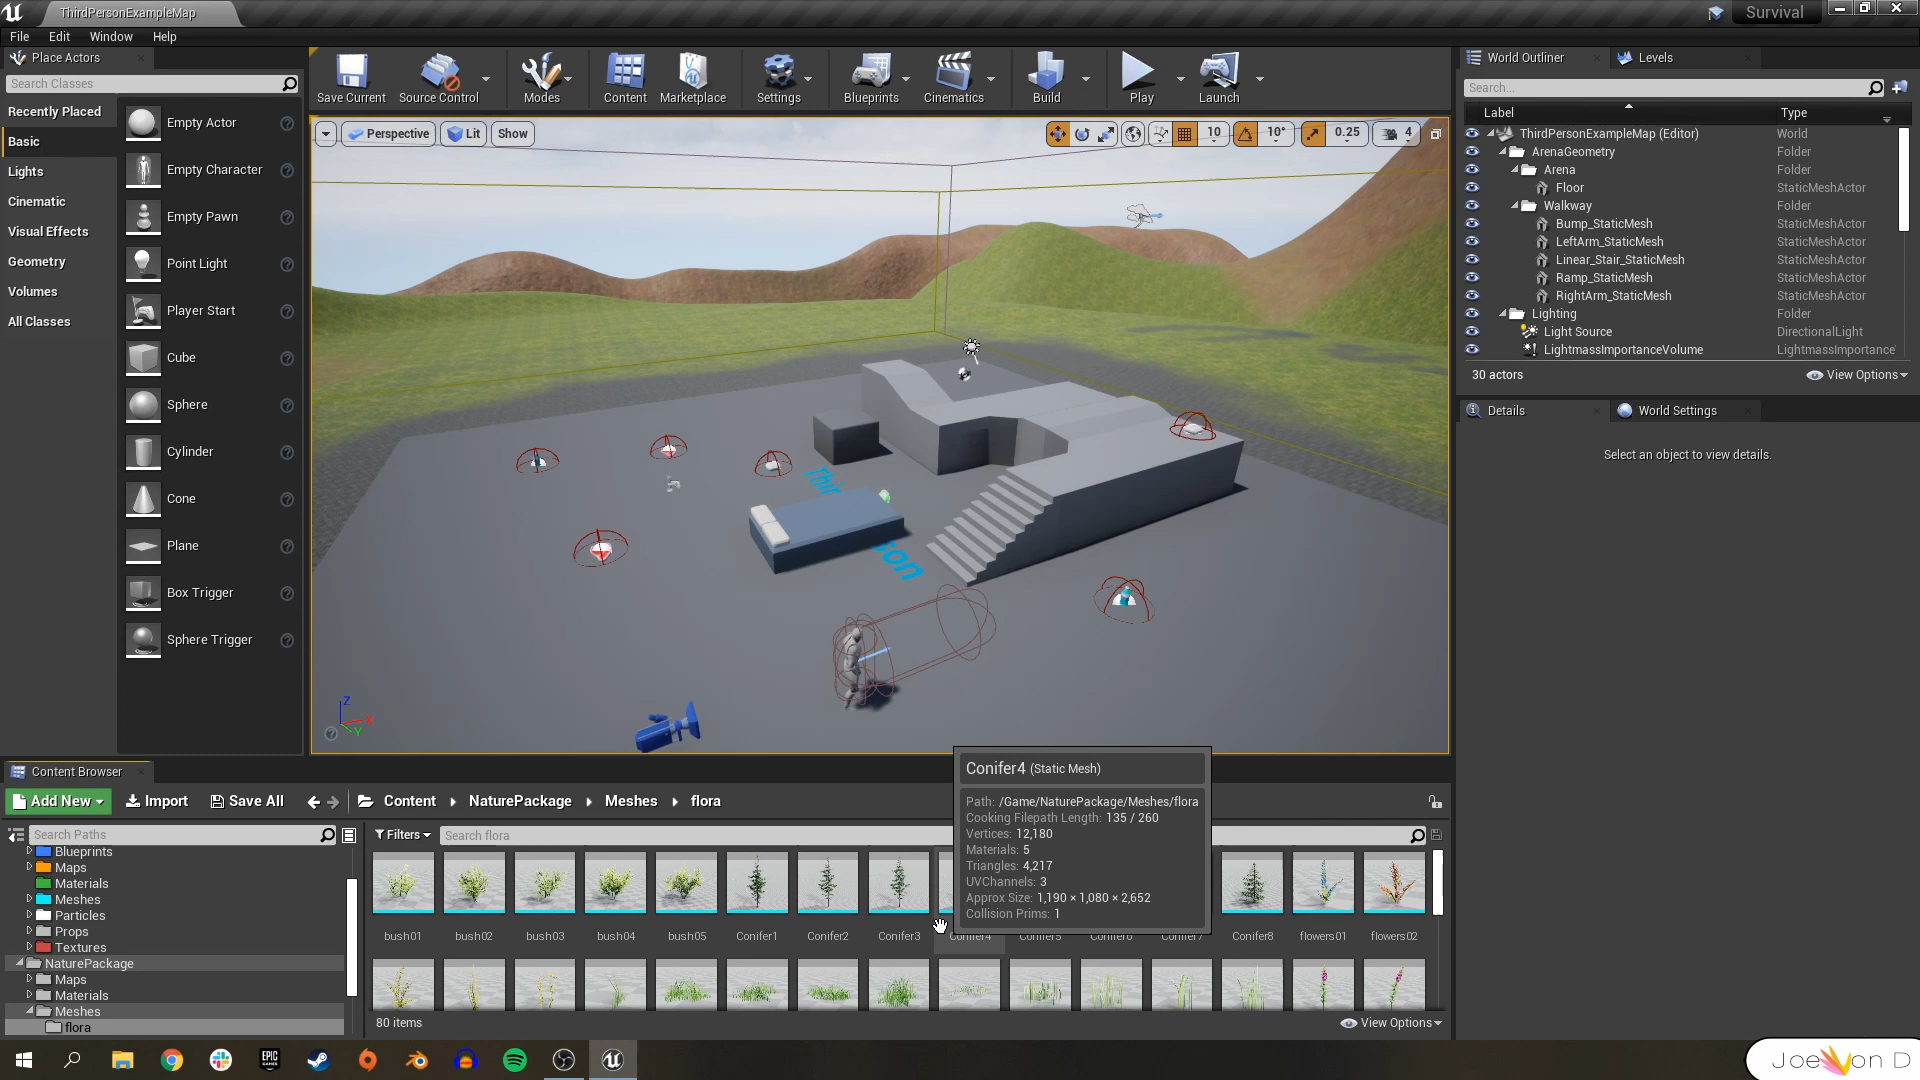 ThirdPersonExampleMap
Survival
File Edit Window Help
Place Actors
Search Classes
Recently Placed
Basic
Lights
Cinematic
Visual Effects
Geometry
Volumes
All Classes
Empty Actor
Empty Character
Empty Pawn
Point Light
Player Start
Cube
Sphere
Cylinder
Cone
Plane
Box Trigger
Sphere Trigger
Save Current Source Control Modes Content Marketplace Settings Blueprints Cinematics Build Play Launch
Perspective Lit Show
10 10° 0.25 4
Z
X
Y
World Outliner Levels
Search...
Label Type
ThirdPersonExampleMap (Editor) World
ArenaGeometry Folder
Arena Folder
Floor StaticMeshActor
Walkway Folder
Bump_StaticMesh StaticMeshActor
LeftArm_StaticMesh StaticMeshActor
Linear_Stair_StaticMesh StaticMeshActor
Ramp_StaticMesh StaticMeshActor
RightArm_StaticMesh StaticMeshActor
Lighting Folder
Light Source DirectionalLight
LightmassImportanceVolume LightmassImportance
30 actors View Options
Details World Settings
Select an object to view details.
Content Browser
Add New Import Save All Content NaturePackage Meshes flora
Search Paths
Blueprints
Maps
Materials
Meshes
Particles
Props
Textures
NaturePackage
Maps
Materials
Meshes
flora
Filters Search flora
bush01 bush02 bush03 bush04 bush05 Conifer1 Conifer2 Conifer3 Conifer4 Conifer5 Conifer6 Conifer7 Conifer8 flowers01 flowers02
80 items View Options
Conifer4 (Static Mesh)
Path: /Game/NaturePackage/Meshes/flora
Cooking Filepath Length: 135 / 260
Vertices: 12,180
Materials: 5
Triangles: 4,217
UVChannels: 3
Approx Size: 1,190 × 1,080 × 2,652
Collision Prims: 1
EPIC GAMES